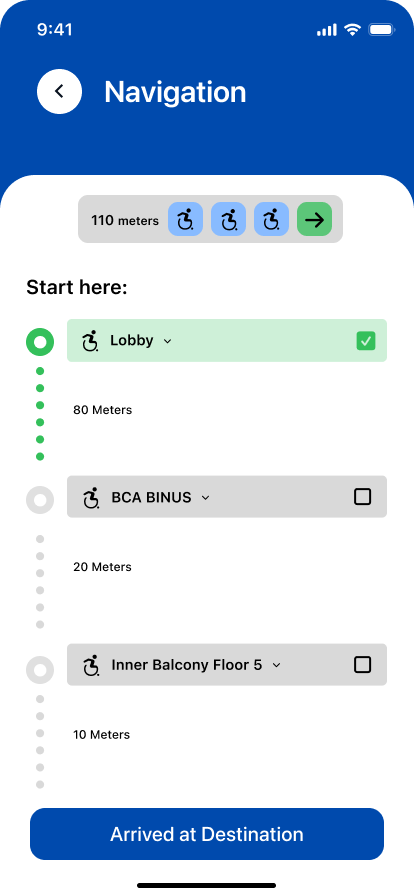 9:41
Navigation
110 meters
Start here:
Lobby
80 Meters
BCA BINUS
20 Meters
Inner Balcony Floor 5
10 Meters
Arrived at Destination